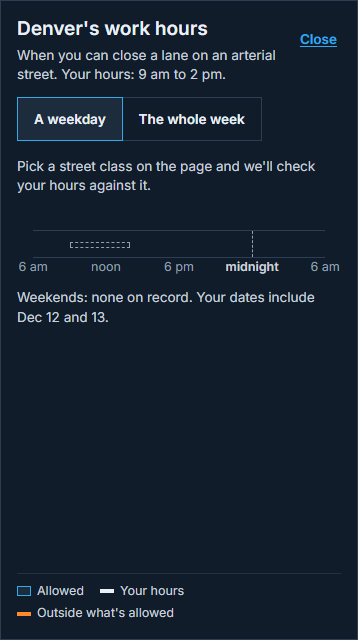 Denver's work hours
Close
When you can close a lane on an arterial
street. Your hours: 9 am to 2 pm.
A weekday
The whole week
Pick a street class on the page and we'll check
your hours against it.
6 am noon 6 pm midnight 6 am
Weekends: none on record. Your dates include
Dec 12 and 13.
Allowed Your hours
Outside what's allowed